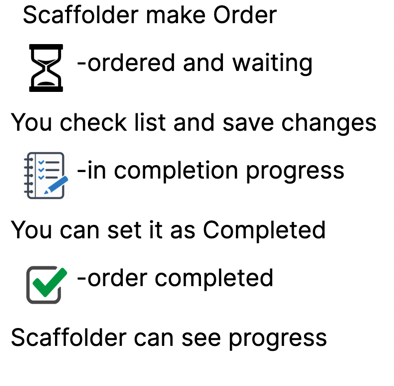 Scaffolder make Order
-ordered and waiting
You check list and save changes
-in completion progress
You can set it as Completed
-order completed
Scaffolder can see progress